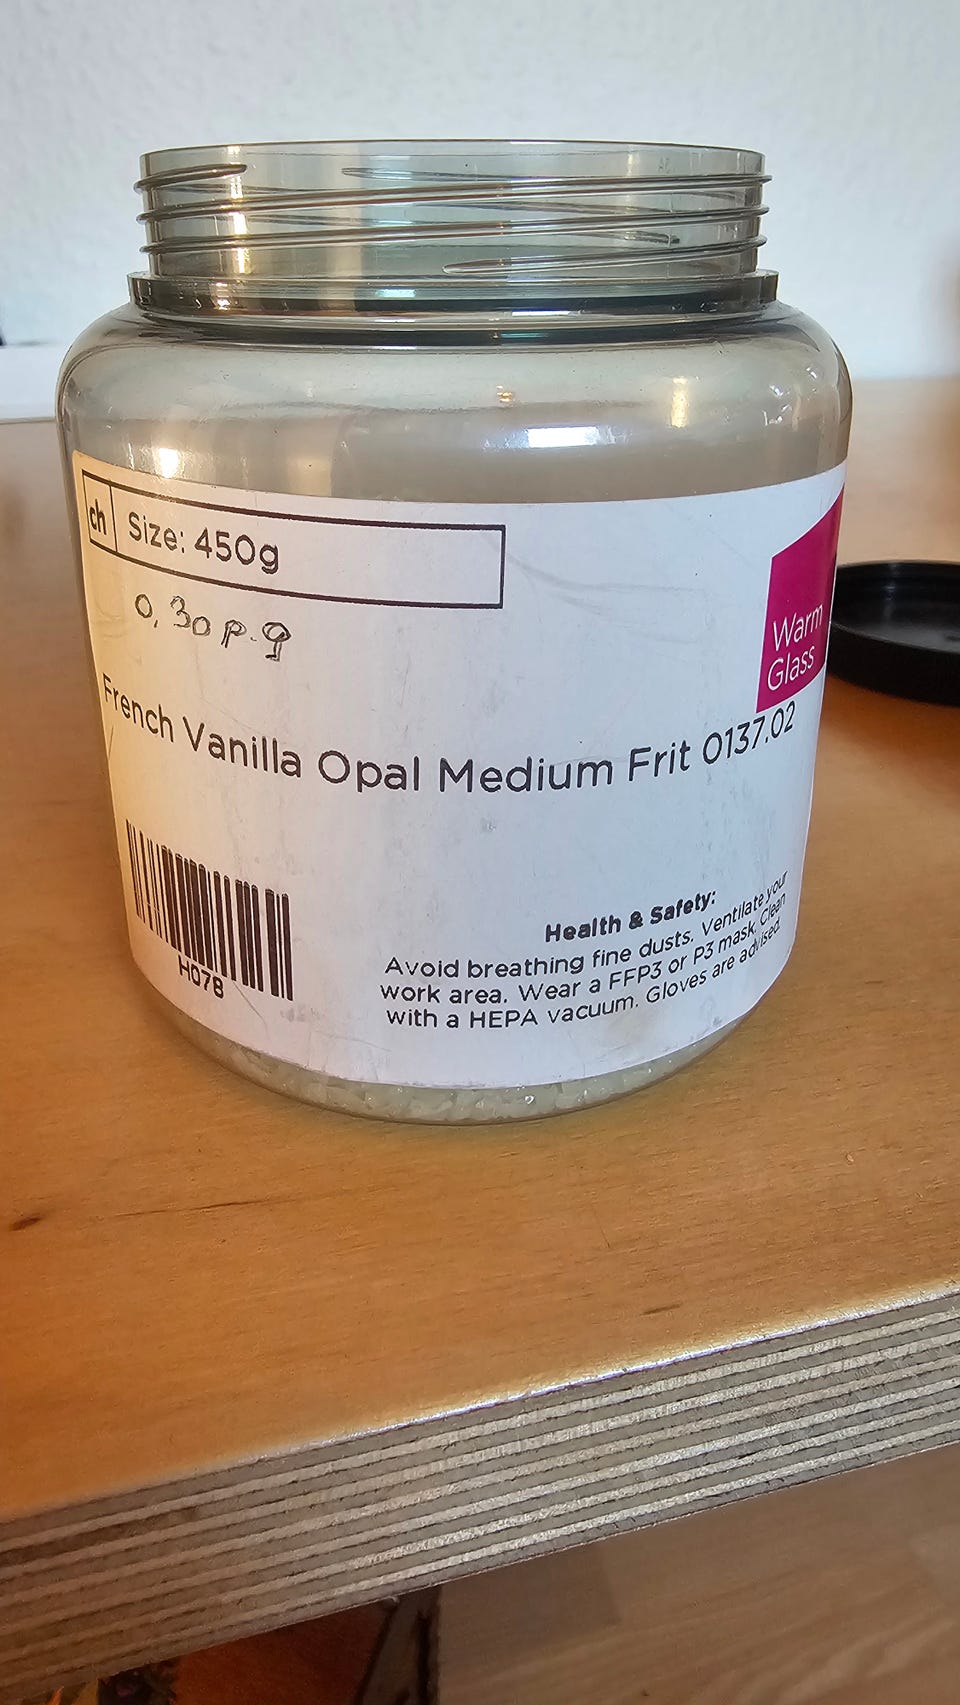 ch Size: 450g
0,30 p.g
Warm
Glass
French Vanilla Opal Medium Frit 0137.02
H078
Health & Safety:
Avoid breathing fine dusts. Ventilate your
work area. Wear a FFP3 or P3 mask. Clean
with a HEPA vacuum. Gloves are advised.